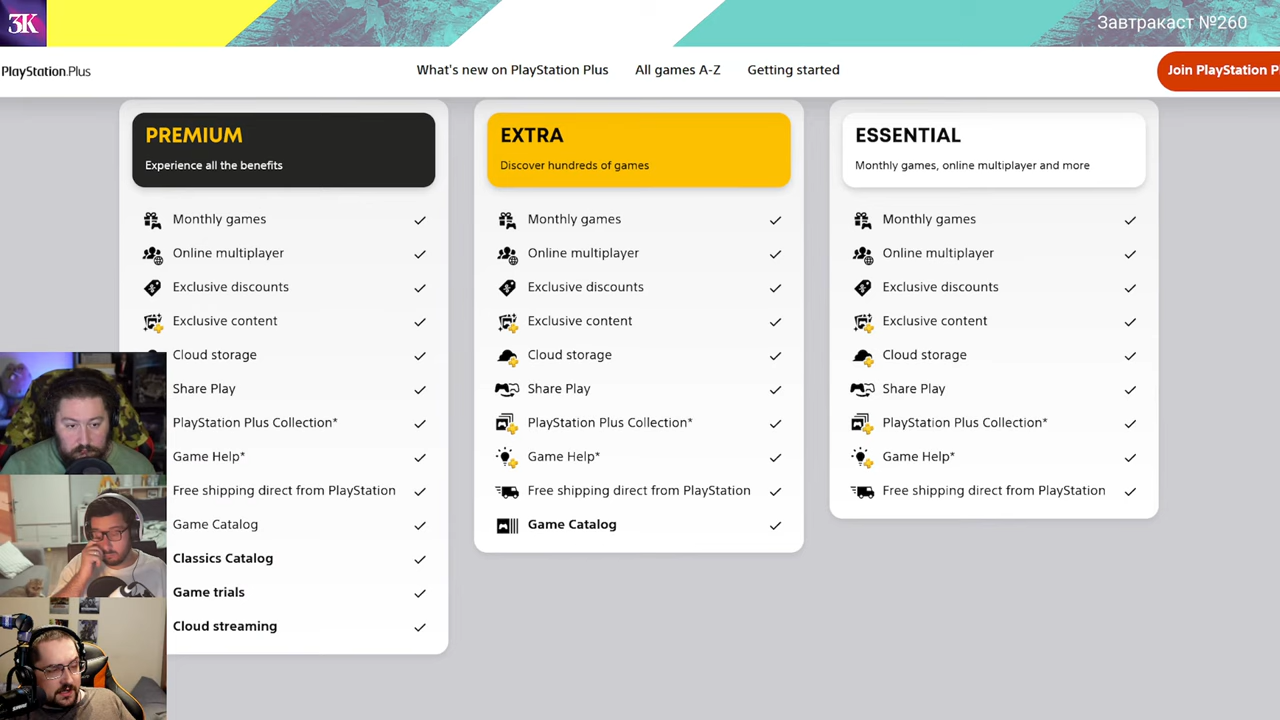 3K
Завтракаст №260
PlayStation.Plus
What's new on PlayStation Plus
All games A-Z
Getting started
Join PlayStation P
PREMIUM
Experience all the benefits
Monthly games
Online multiplayer
Exclusive discounts
Exclusive content
Cloud storage
Share Play
PlayStation Plus Collection*
Game Help*
Free shipping direct from PlayStation
Game Catalog
Classics Catalog
Game trials
Cloud streaming
EXTRA
Discover hundreds of games
Monthly games
Online multiplayer
Exclusive discounts
Exclusive content
Cloud storage
Share Play
PlayStation Plus Collection*
Game Help*
Free shipping direct from PlayStation
Game Catalog
ESSENTIAL
Monthly games, online multiplayer and more
Monthly games
Online multiplayer
Exclusive discounts
Exclusive content
Cloud storage
Share Play
PlayStation Plus Collection*
Game Help*
Free shipping direct from PlayStation